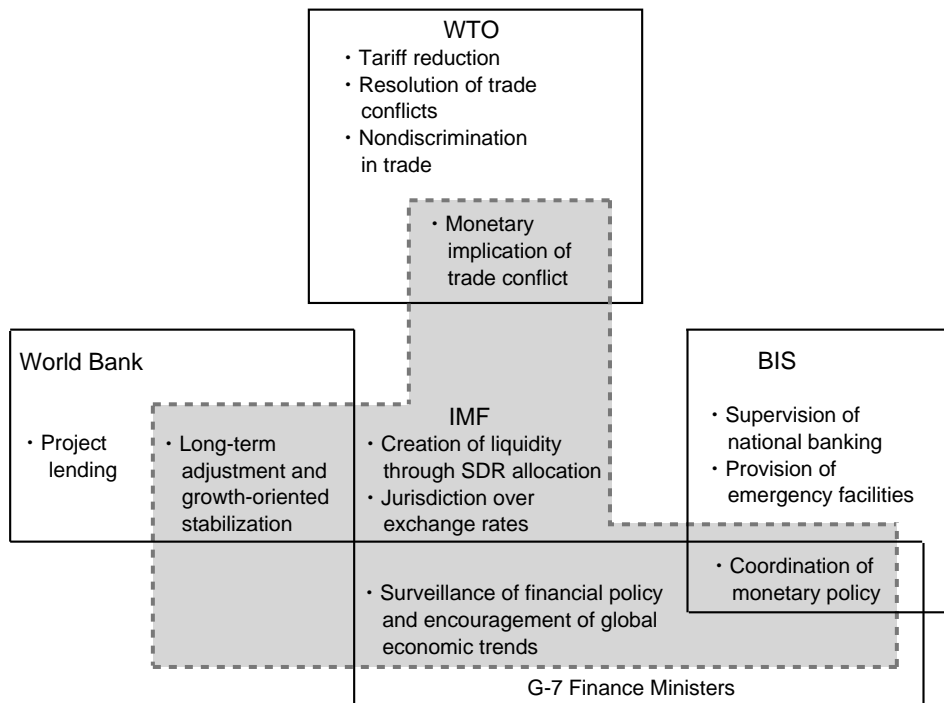 WTO
・Tariff reduction
・Resolution of trade
conflicts
・Nondiscrimination
in trade
・Monetary
implication of
trade conflict
World Bank
・Project
lending
・Long-term
adjustment and
growth-oriented
stabilization
IMF
・Creation of liquidity
through SDR allocation
・Jurisdiction over
exchange rates
BIS
・Supervision of
national banking
・Provision of
emergency facilities
・Coordination of
monetary policy
・Surveillance of financial policy
and encouragement of global
economic trends
G-7 Finance Ministers